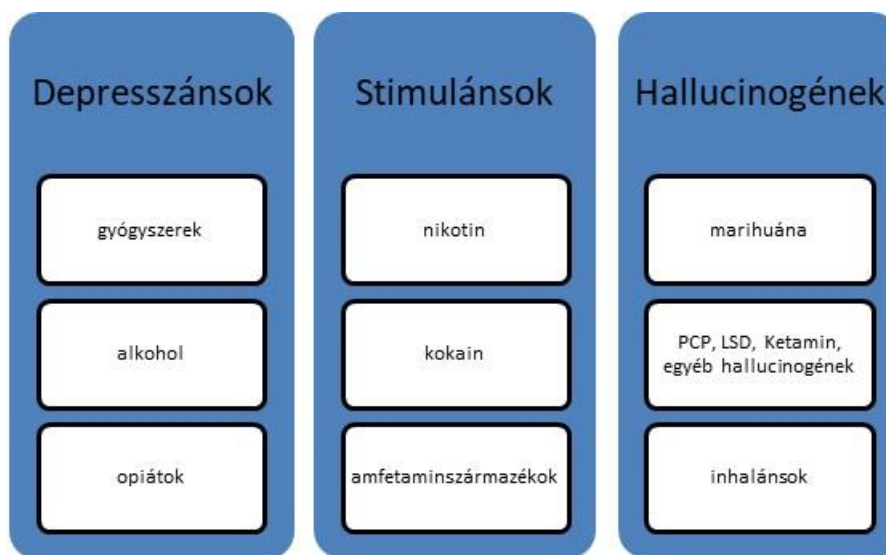 Depresszánsok
gyógyszerek
alkohol
opiátok
Stimulánsok
nikotin
kokain
amfetaminszármazékok
Hallucinogének
marihuána
PCP, LSD, Ketamin,
egyéb hallucinogének
inhalánsok